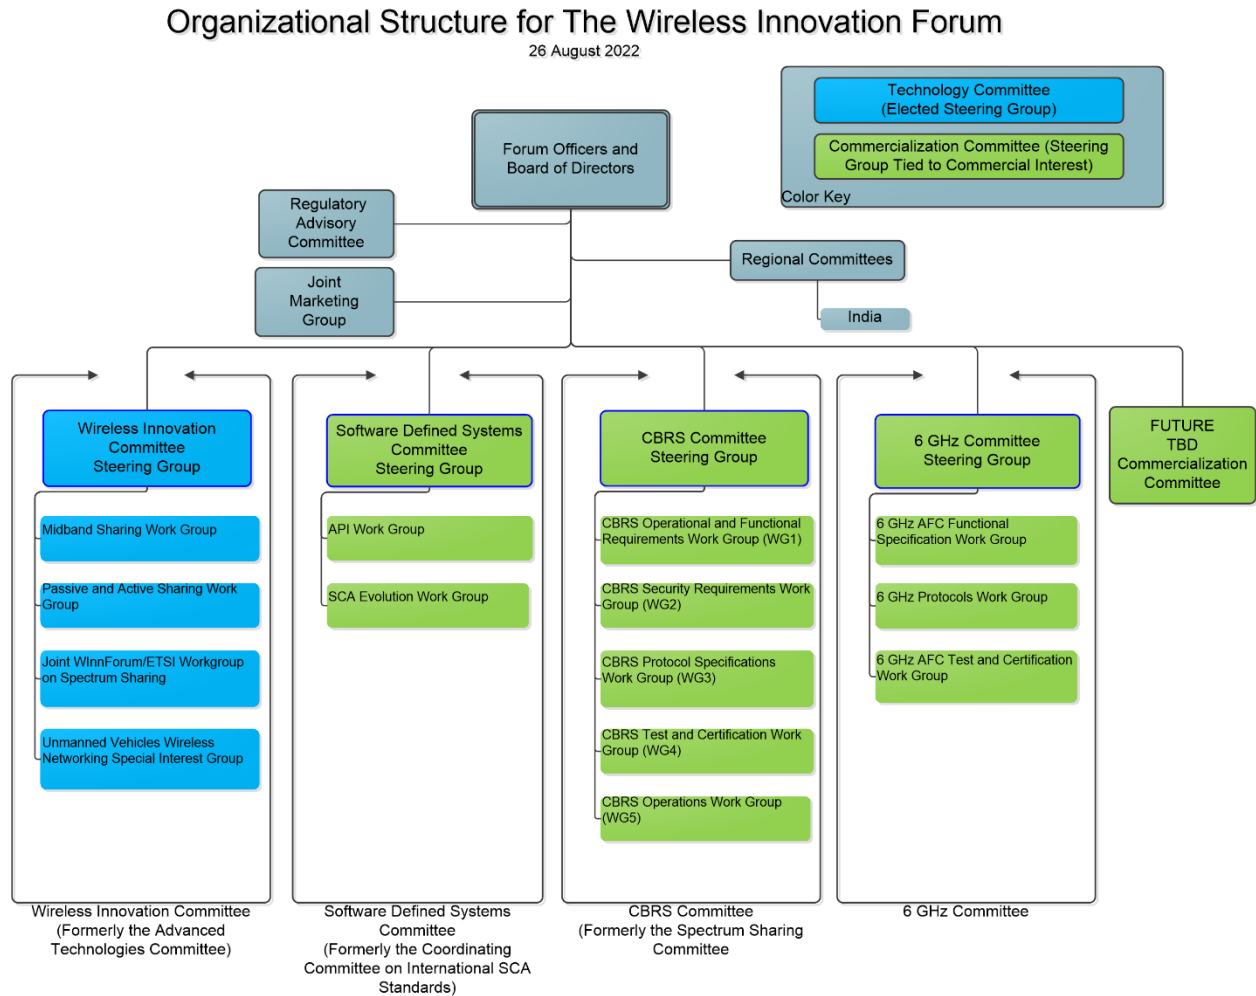 Organizational Structure for The Wireless Innovation Forum
26 August 2022
Technology Committee
(Elected Steering Group)
Commercialization Committee (Steering
Group Tied to Commercial Interest)
Color Key
Forum Officers and
Board of Directors
Regulatory
Advisory
Committee
Joint
Marketing
Group
Regional Committees
India
Wireless Innovation
Committee
Steering Group
Midband Sharing Work Group
Passive and Active Sharing Work
Group
Joint WInnForum/ETSI Workgroup
on Spectrum Sharing
Unmanned Vehicles Wireless
Networking Special Interest Group
Wireless Innovation Committee
(Formerly the Advanced
Technologies Committee)
Software Defined Systems
Committee
Steering Group
API Work Group
SCA Evolution Work Group
Software Defined Systems
Committee
(Formerly the Coordinating
Committee on International SCA
Standards)
CBRS Committee
Steering Group
CBRS Operational and Functional
Requirements Work Group (WG1)
CBRS Security Requirements Work
Group (WG2)
CBRS Protocol Specifications
Work Group (WG3)
CBRS Test and Certification Work
Group (WG4)
CBRS Operations Work Group
(WG5)
CBRS Committee
(Formerly the Spectrum Sharing
Committee
6 GHz Committee
Steering Group
6 GHz AFC Functional
Specification Work Group
6 GHz Protocols Work Group
6 GHz AFC Test and Certification
Work Group
6 GHz Committee
FUTURE
TBD
Commercialization
Committee